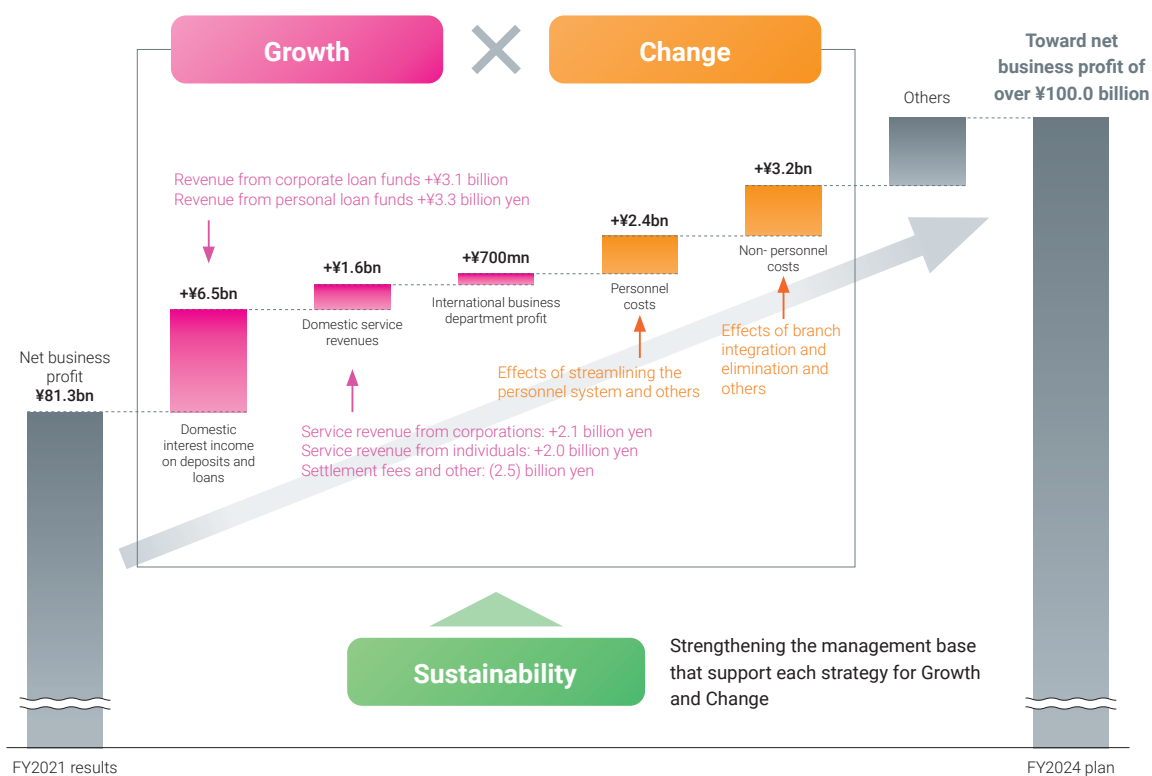 Growth
Change
Toward net
business profit of
over ¥100.0 billion
Others
+¥3.2bn
Revenue from corporate loan funds +¥3.1 billion
Revenue from personal loan funds +¥3.3 billion yen
+¥2.4bn
Non- personnel
costs
+¥1.6bn
+¥700mn
+¥6.5bn
Personnel
costs
International business
department profit
Domestic service
revenues
Effects of branch
integration and
elimination and
others
Net business
profit
¥81.3bn
Effects of streamlining the
personnel system and others
Domestic
interest income
on deposits and
loans
Service revenue from corporations: +2.1 billion yen
Service revenue from individuals: +2.0 billion yen
Settlement fees and other: (2.5) billion yen
Sustainability
Strengthening the management base
that support each strategy for Growth
and Change
FY2021 results
FY2024 plan